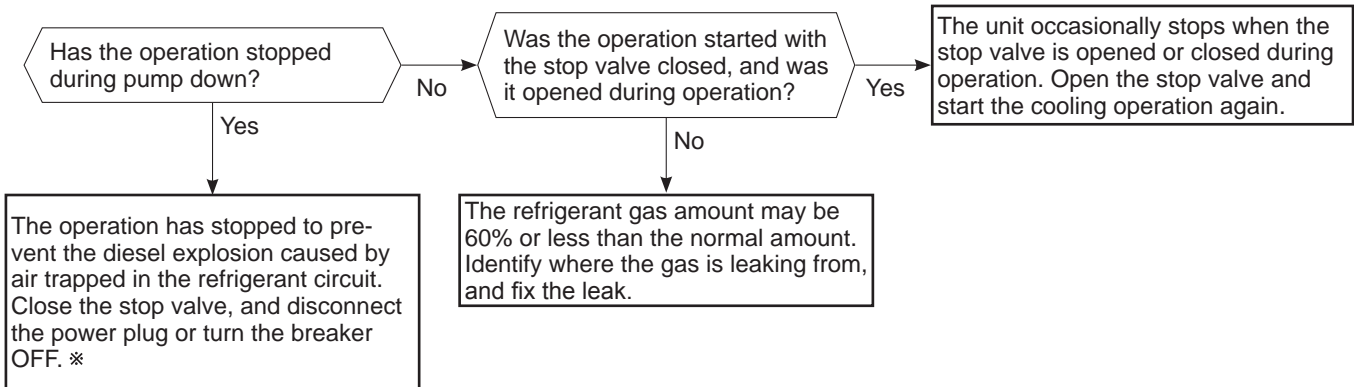 Has the operation stopped
during pump down?
No
Yes
Was the operation started with
the stop valve closed, and was
it opened during operation?
Yes
No
The unit occasionally stops when the
stop valve is opened or closed during
operation. Open the stop valve and
start the cooling operation again.
The operation has stopped to pre-
vent the diesel explosion caused by
air trapped in the refrigerant circuit.
Close the stop valve, and disconnect
the power plug or turn the breaker
OFF. ※
The refrigerant gas amount may be
60% or less than the normal amount.
Identify where the gas is leaking from,
and fix the leak.